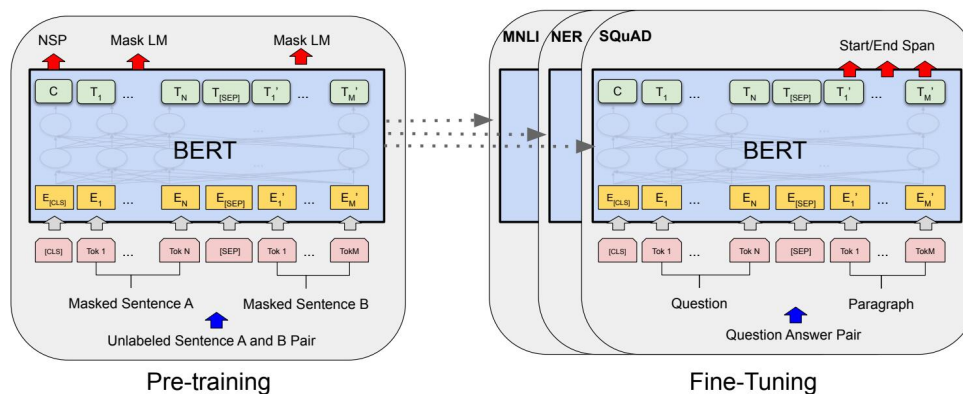 NSP Mask LM Mask LM
C T1 ... TN T[SEP] T1' ... TM'
BERT
E[CLS] E1 ... EN E[SEP] E1' ... EM'
[CLS] Tok 1 ... Tok N [SEP] Tok 1 ... TokM
Masked Sentence A Masked Sentence B
Unlabeled Sentence A and B Pair
Pre-training
MNLI NER SQuAD
Start/End Span
C T1 ... TN T[SEP] T1' ... TM'
BERT
E[CLS] E1 ... EN E[SEP] E1' ... EM'
[CLS] Tok 1 ... Tok N [SEP] Tok 1 ... TokM
Question Paragraph
Question Answer Pair
Fine-Tuning